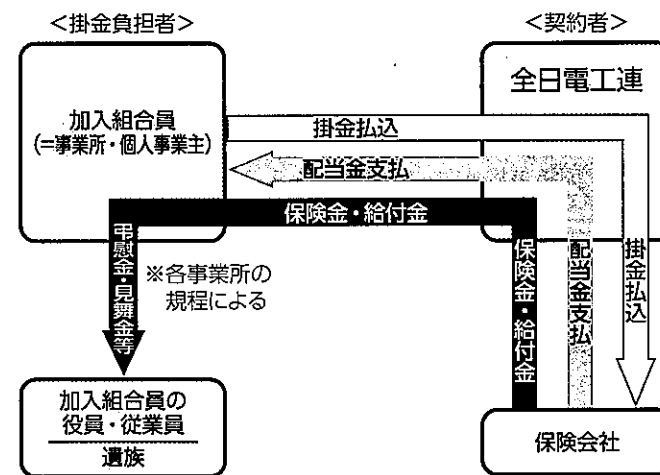 <掛金負担者>
<契約者>
加入組合員
(=事業所・個人事業主)
全日電工連
掛金払込
配当金支払
保険金・給付金
弔慰金・見舞金等
※各事業所の
規程による
保険金・給付金
配当金支払
掛金払込
加入組合員の
役員・従業員
遺族
保険会社